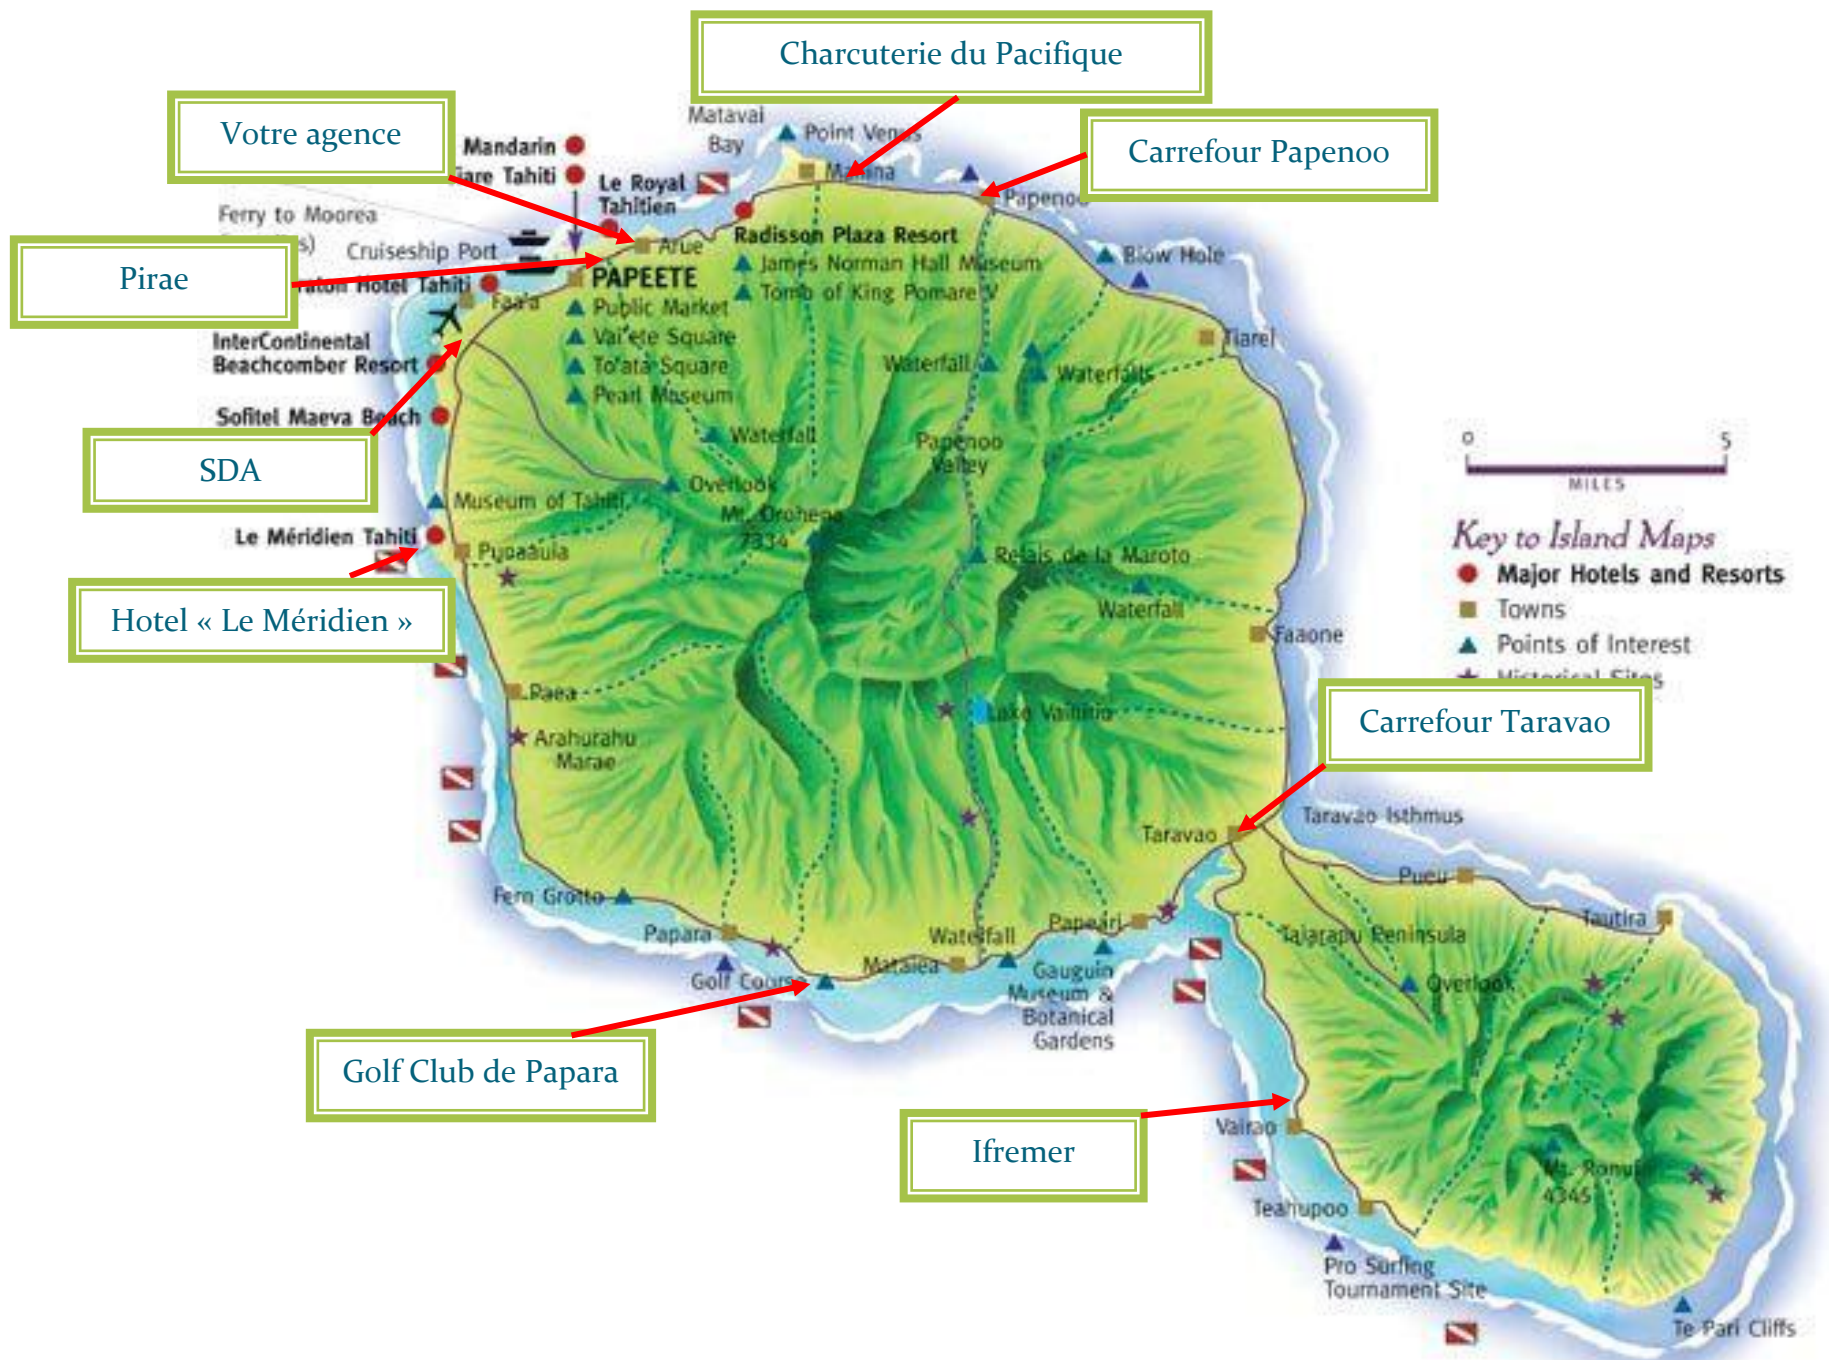 Charcuterie du Pacifique
Votre agence
Carrefour Papenoo
Matavai
Bay
Point Venus
Mandarin
Tiare Tahiti
Le Royal
Tahitien
Mahina
Papenoo
Ferry to Moorea
Cruiseship Port
Arue
Radisson Plaza Resort
Pirae
PAPEETE
James Norman Hall Museum
Tomb of King Pomare V
Blow Hole
Hotel Tahiti
Faa'a
Public Market
Vai'ete Square
To'ata Square
Pearl Museum
InterContinental
Beachcomber Resort
Tiarei
Waterfall
Waterfalls
Sofitel Maeva Beach
Waterfall
Papenoo
Valley
0 5
MILES
SDA
Overlook
Museum of Tahiti
Mt. Orohena
7334
Le Méridien Tahiti
Punaauia
Relais de la Maroto
Key to Island Maps
Major Hotels and Resorts
Towns
Points of Interest
Historical Sites
Hotel « Le Méridien »
Waterfall
Faaone
Paea
Lake Vaihiria
Carrefour Taravao
Arahurahu
Marae
Taravao
Taravao Isthmus
Pueu
Fern Grotto
Papara
Waterfall
Papeari
Tautira
Taiarapu Peninsula
Mataiea
Golf Course
Gauguin
Museum &
Botanical
Gardens
Overlook
Golf Club de Papara
Ifremer
Vairao
Mt. Ronui
4345
Teahupoo
Pro Surfing
Tournament Site
Te Pari Cliffs